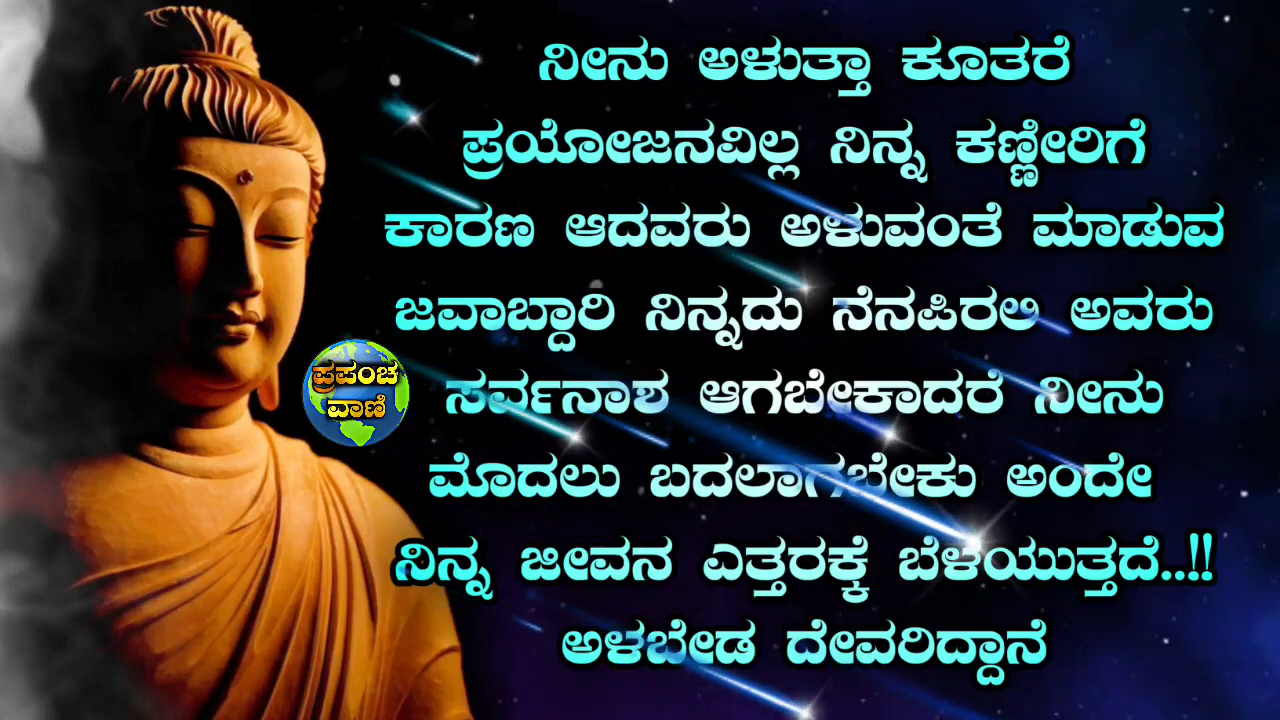 ನೀನು ಅಳುತ್ತಾ ಕೂತರೆ
ಪ್ರಯೋಜನವಿಲ್ಲ ನಿನ್ನ ಕಣ್ಣೀರಿಗೆ
ಕಾರಣ ಆದವರು ಅಳುವಂತೆ ಮಾಡುವ
ಜವಾಬ್ದಾರಿ ನಿನ್ನದು ನೆನಪಿರಲಿ ಅವರು
ಸರ್ವನಾಶ ಆಗಬೇಕಾದರೆ ನೀನು
ಮೊದಲು ಬದಲಾಗಬೇಕು ಅಂದೇ
ನಿನ್ನ ಜೀವನ ಎತ್ತರಕ್ಕೆ ಬೆಳೆಯುತ್ತದೆ..!!
ಅಳಬೇಡ ದೇವರಿದ್ದಾನೆ
ಪ್ರಪಂಚ
ವಾಣಿ